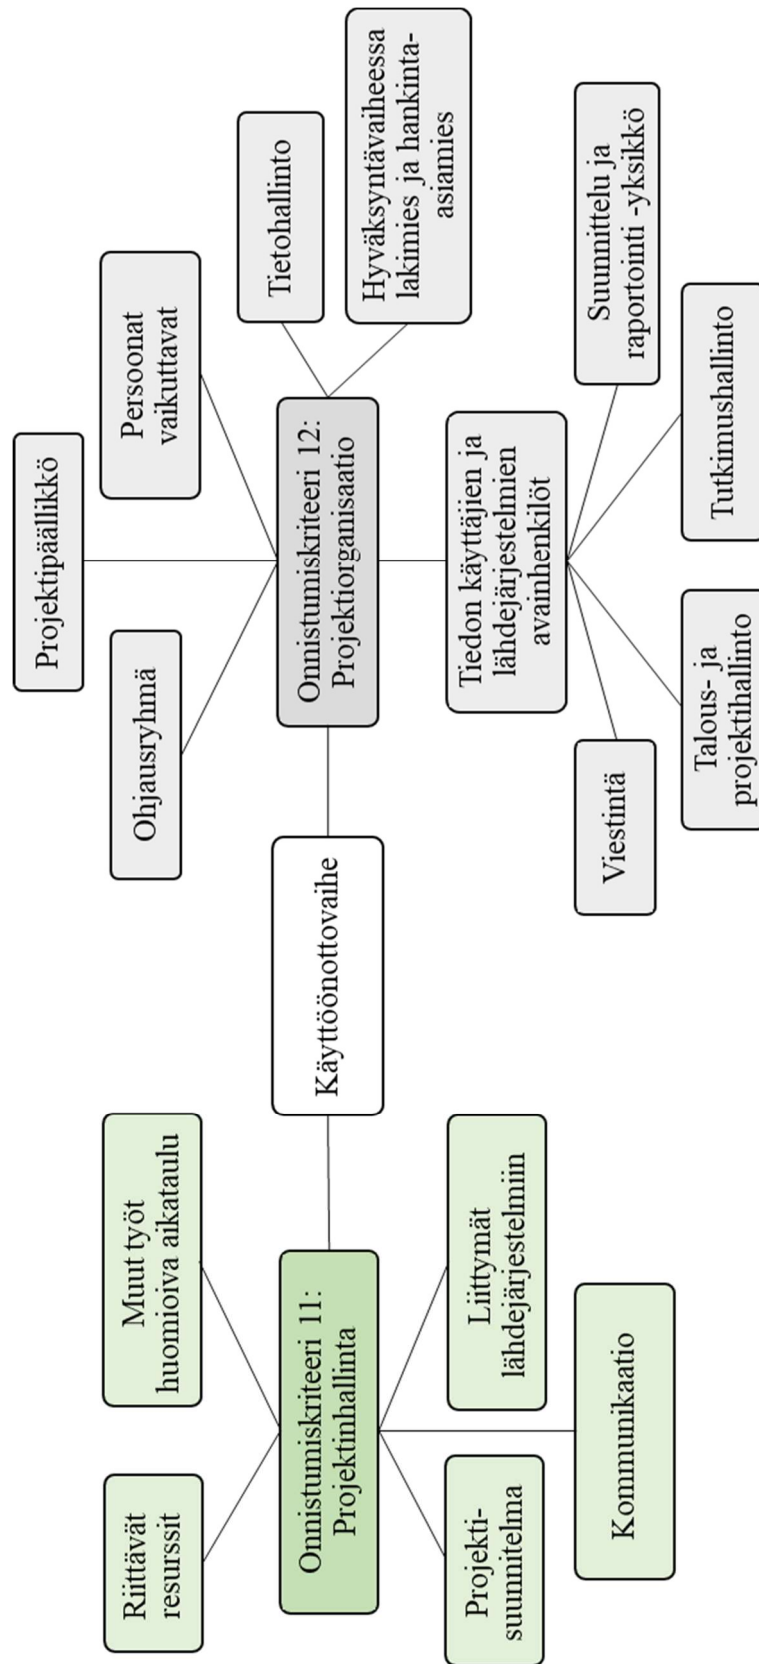 Riittävät
resurssit
Muut työt
huomioiva aikataulu
Onnistumiskriteeri 11:
Projektinhallinta
Projekti-
suunnitelma
Liittymät
lähdejärjestelmiin
Kommunikaatio
Käyttöönottovaihe
Projektipäällikkö
Ohjausryhmä
Persoonat
vaikuttavat
Tietohallinto
Hyväksyntävaiheessa
lakimies ja hankinta-
asiamies
Onnistumiskriteeri 12:
Projektiorganisaatio
Tiedon käyttäjien ja
lähdejärjestelmien
avainhenkilöt
Viestintä
Talous- ja
projektihallinto
Tutkimushallinto
Suunnittelu ja
raportointi -yksikkö